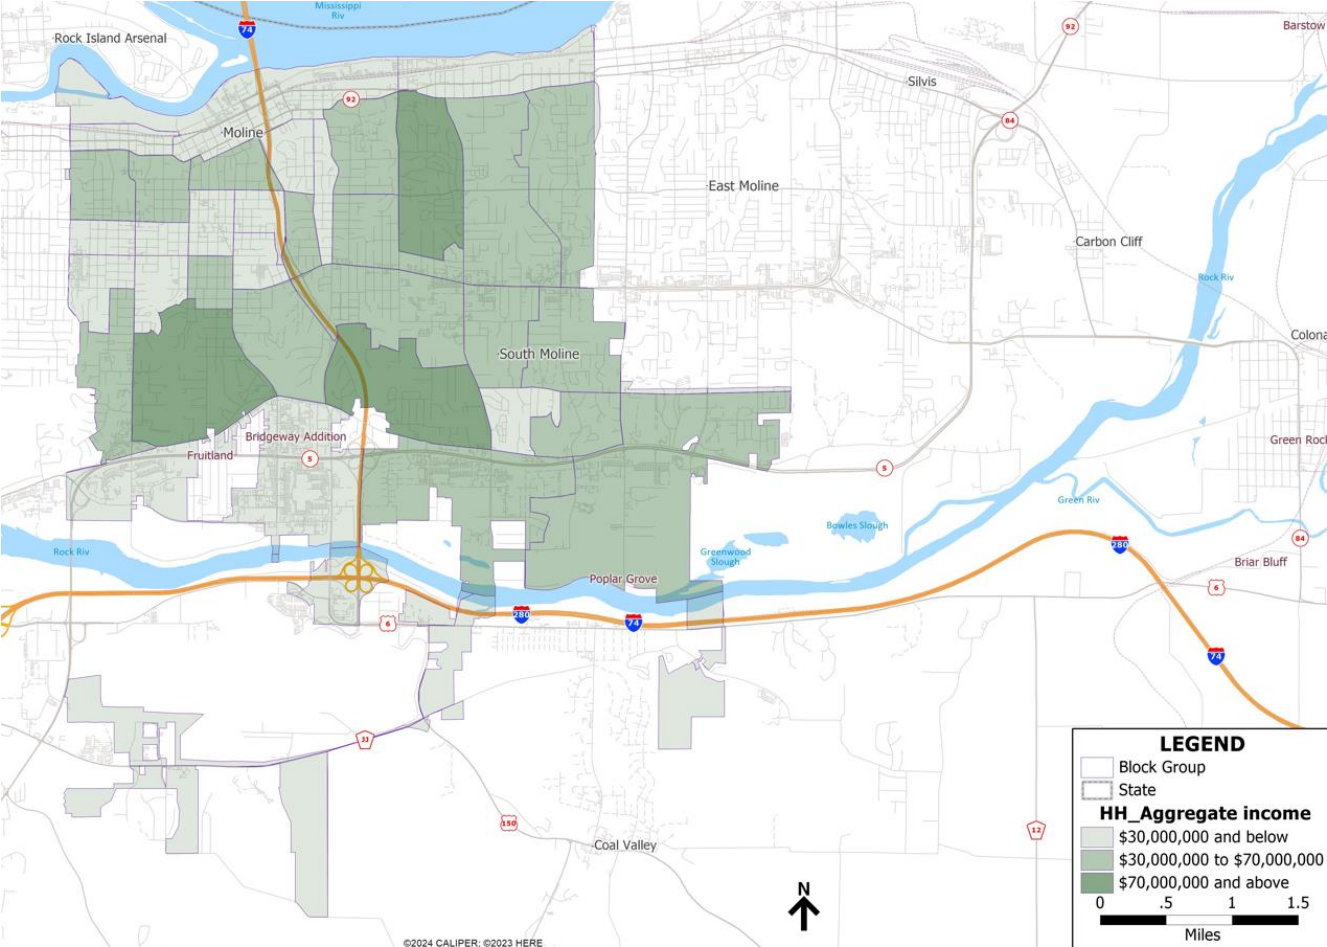 Mississippi
Riv
74
92
Barstow
Rock Island Arsenal
Silvis
92
84
Moline
East Moline
Carbon Cliff
Rock Riv
Colona
South Moline
Bridgeway Addition
Fruitland
5
5
Green Rock
Green Riv
Bowles Slough
Greenwood
Slough
84
280
Briar Bluff
Rock Riv
Poplar Grove
6
280
74
6
74
JJ
150
12
Coal Valley
LEGEND
Block Group
State
HH_Aggregate income
$30,000,000 and below
$30,000,000 to $70,000,000
$70,000,000 and above
0 .5 1 1.5
Miles
N
©2024 CALIPER; ©2023 HERE